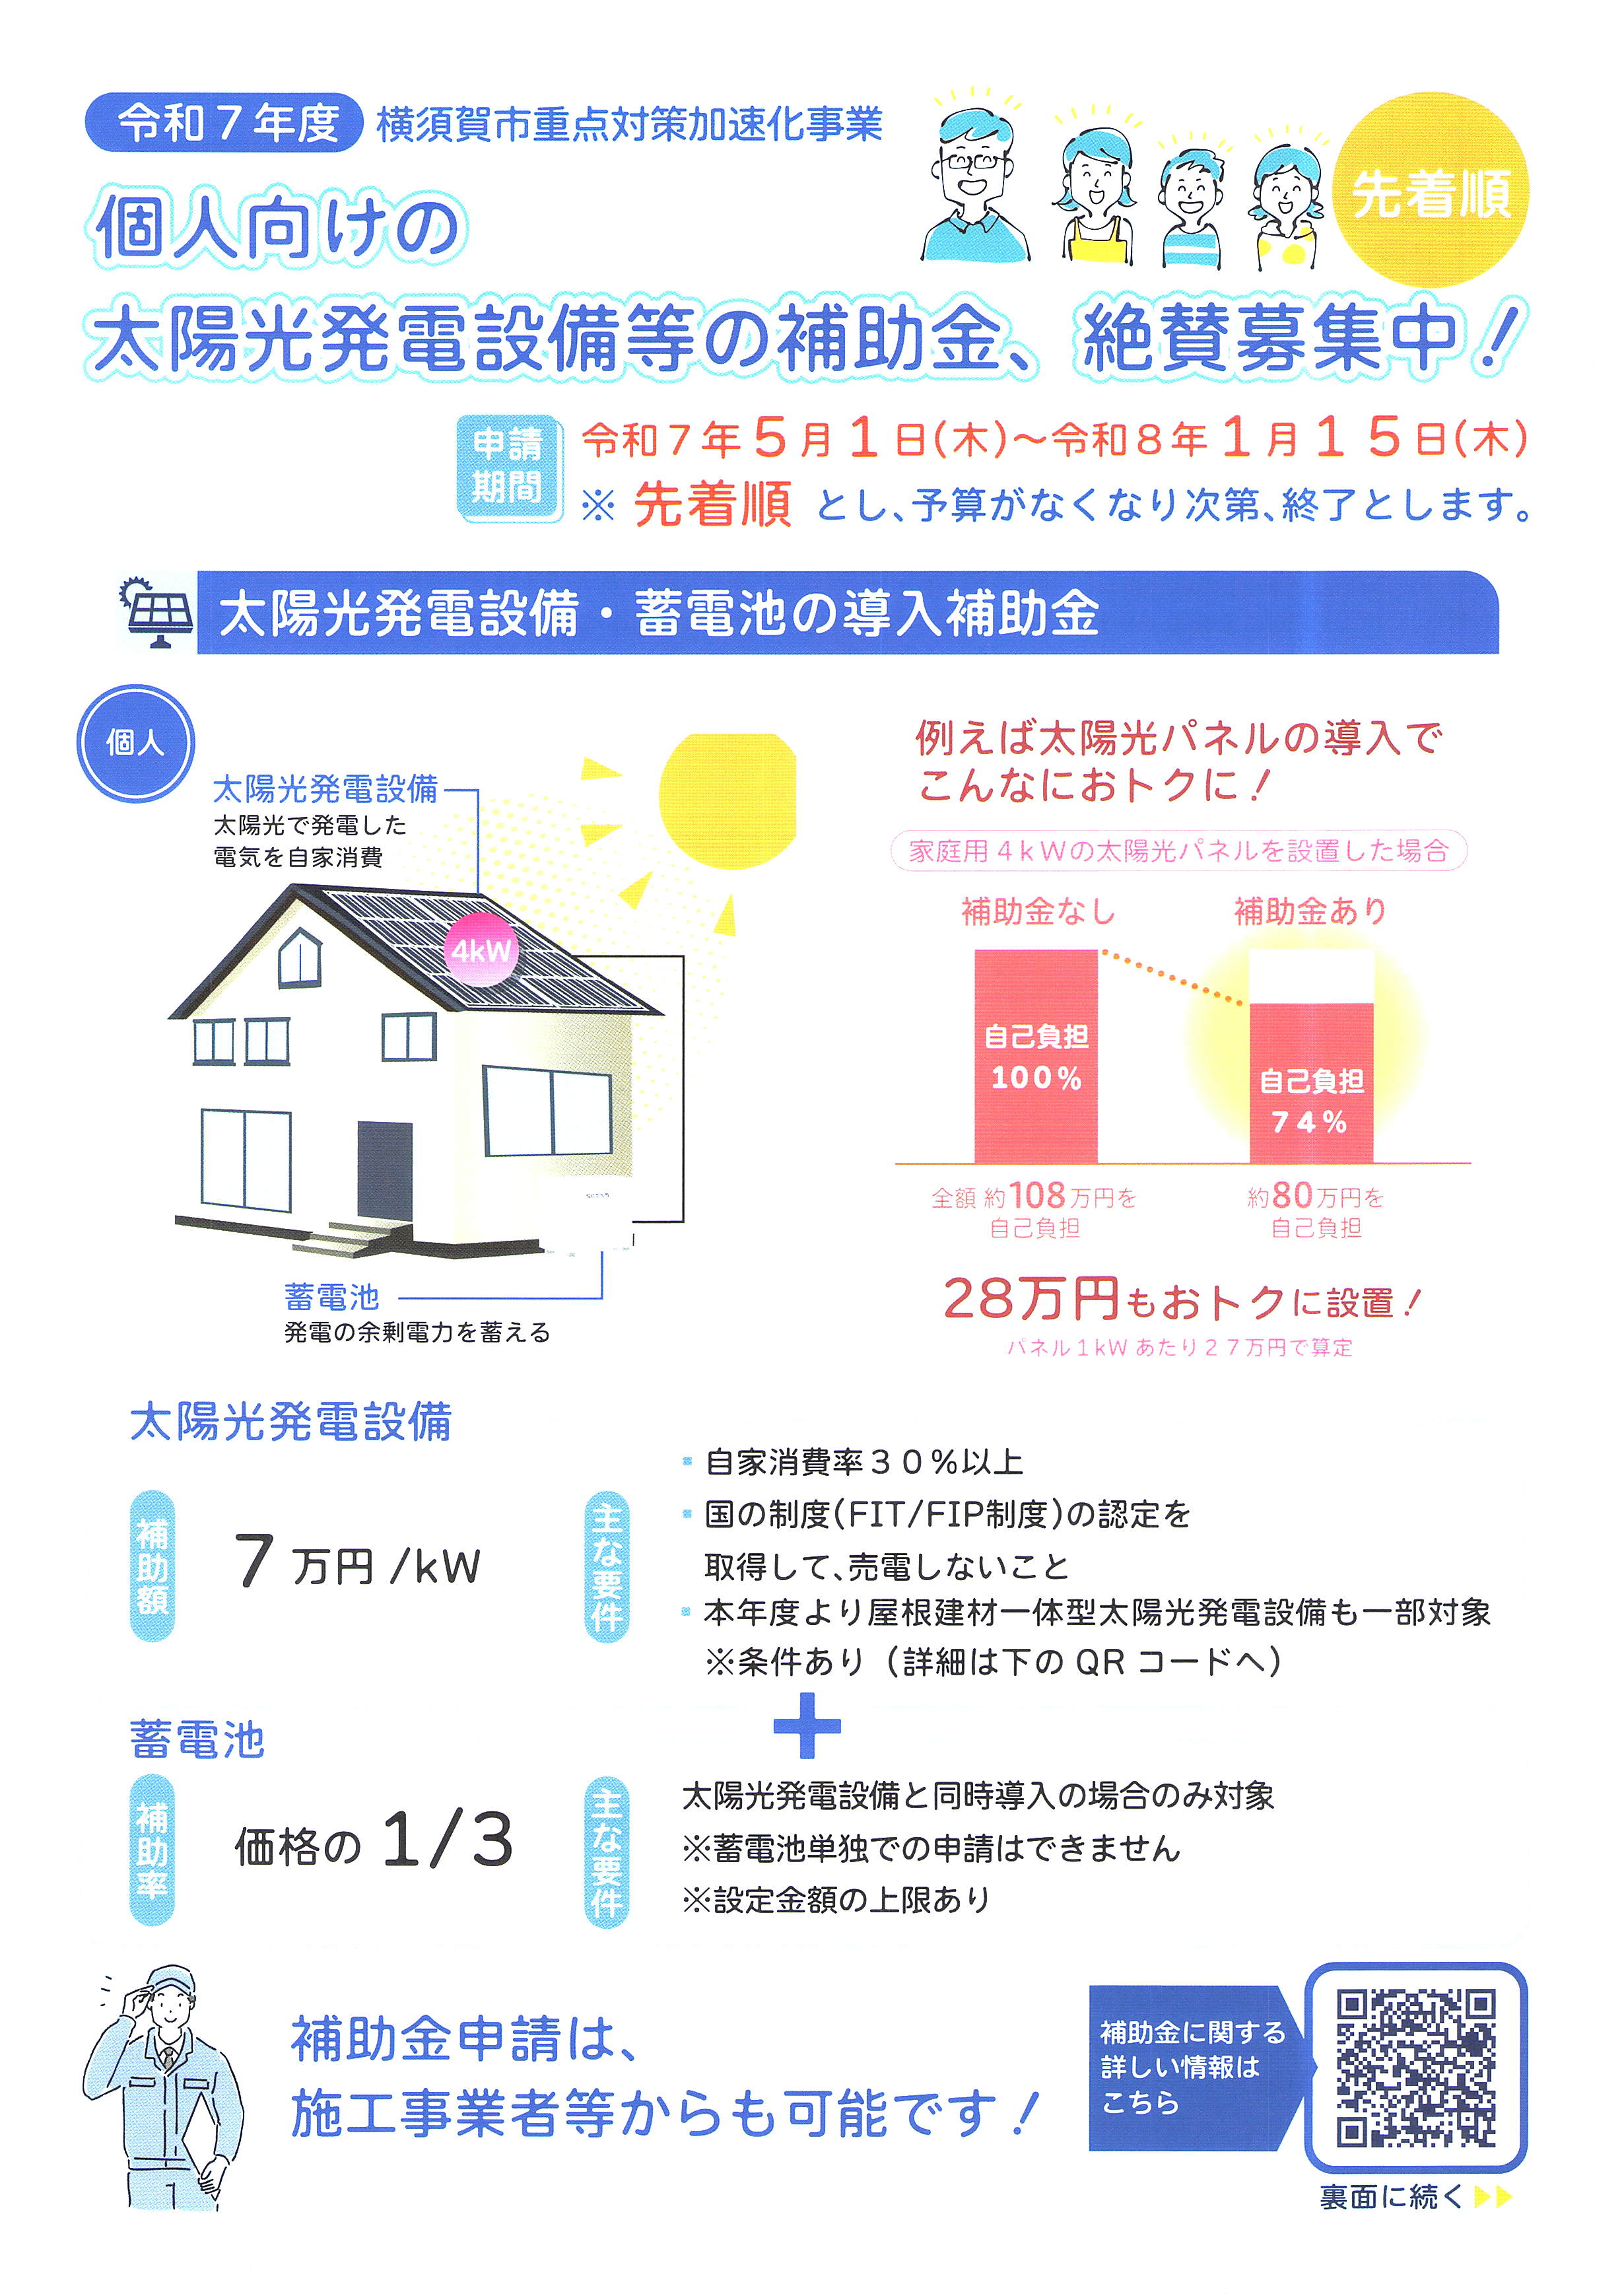 令和７年度 横須賀市重点対策加速化事業
先着順
個人向けの
太陽光発電設備等の補助金、絶賛募集中！
申請期間
令和７年５月１日(木)～令和８年１月１５日(木)
※ 先着順 とし、予算がなくなり次第、終了とします。
太陽光発電設備・蓄電池の導入補助金
個人
太陽光発電設備
太陽光で発電した
電気を自家消費
4kW
蓄電池
発電の余剰電力を蓄える
例えば太陽光パネルの導入で
こんなにおトクに！
家庭用４ｋＷの太陽光パネルを設置した場合
補助金なし 補助金あり
自己負担
100%
自己負担
74%
全額 約108万円を
自己負担
約80万円を
自己負担
28万円もおトクに設置！
パネル１kWあたり２７万円で算定
太陽光発電設備
補助額
７万円 /kW
主な要件
自家消費率３０％以上
国の制度(FIT/FIP制度)の認定を
取得して、売電しないこと
本年度より屋根建材一体型太陽光発電設備も一部対象
※条件あり（詳細は下の QR コードへ）
+
蓄電池
補助率
価格の 1/3
主な要件
太陽光発電設備と同時導入の場合のみ対象
※蓄電池単独での申請はできません
※設定金額の上限あり
補助金申請は、
施工事業者等からも可能です！
補助金に関する
詳しい情報は
こちら
裏面に続く